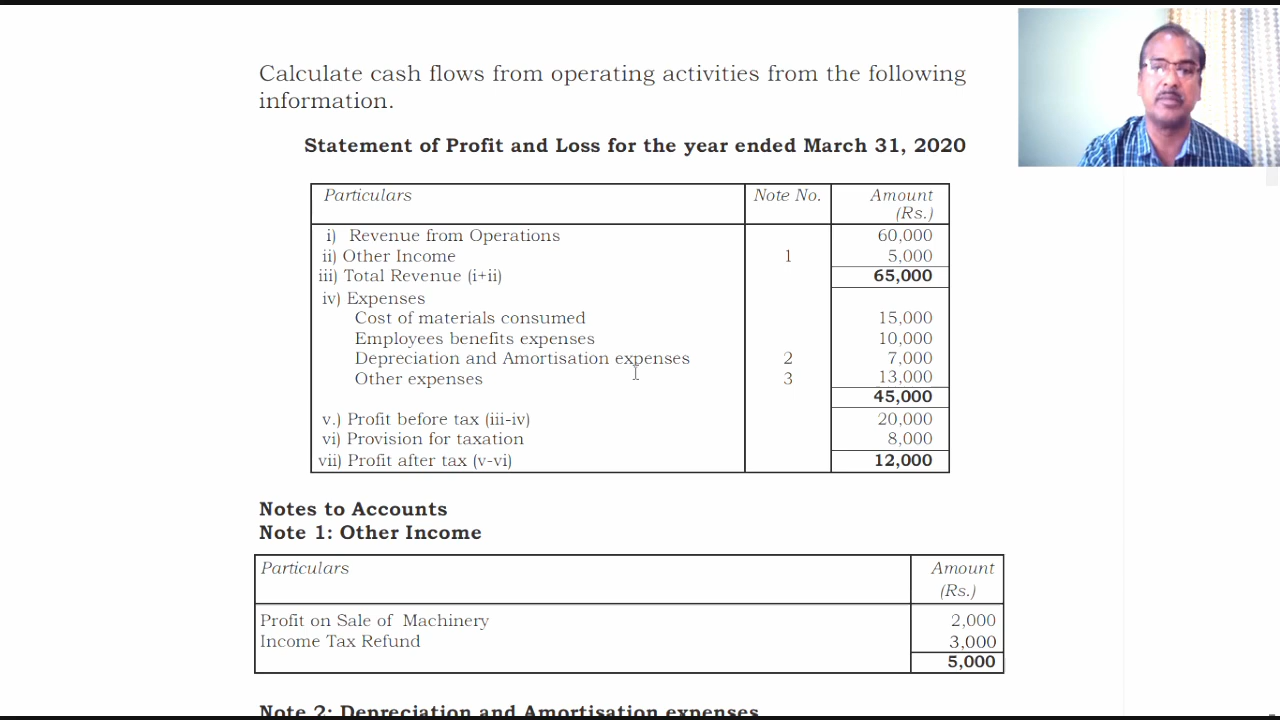 Calculate cash flows from operating activities from the following
information.
Statement of Profit and Loss for the year ended March 31, 2020
Particulars Note No. Amount
(Rs.)
i) Revenue from Operations 60,000
ii) Other Income 1 5,000
iii) Total Revenue (i+ii) 65,000
iv) Expenses
Cost of materials consumed 15,000
Employees benefits expenses 10,000
Depreciation and Amortisation expenses 2 7,000
Other expenses 3 13,000
45,000
v.) Profit before tax (iii-iv) 20,000
vi) Provision for taxation 8,000
vii) Profit after tax (v-vi) 12,000
Notes to Accounts
Note 1: Other Income
Particulars Amount
(Rs.)
Profit on Sale of Machinery 2,000
Income Tax Refund 3,000
5,000
Note 2: Depreciation and Amortisation expenses